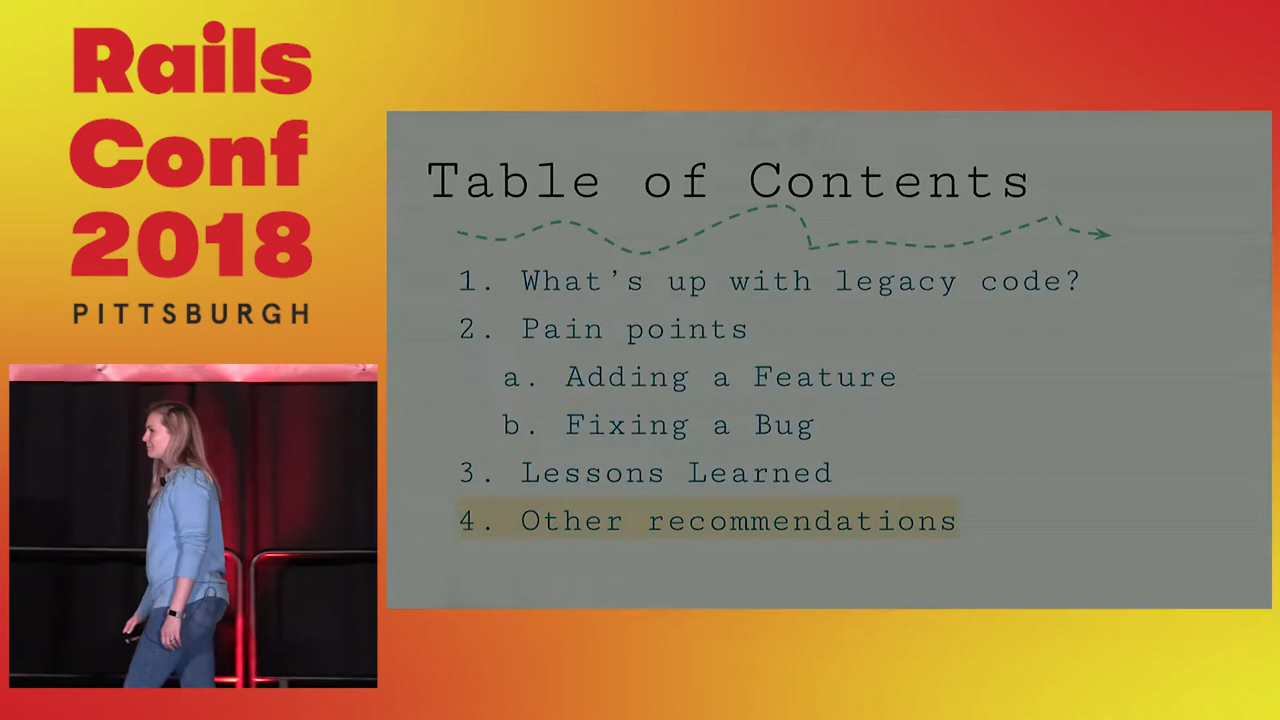 Rails
Conf
2018
PITTSBURGH
Table of Contents
1. What's up with legacy code?
2. Pain points
a. Adding a Feature
b. Fixing a Bug
3. Lessons Learned
4. Other recommendations